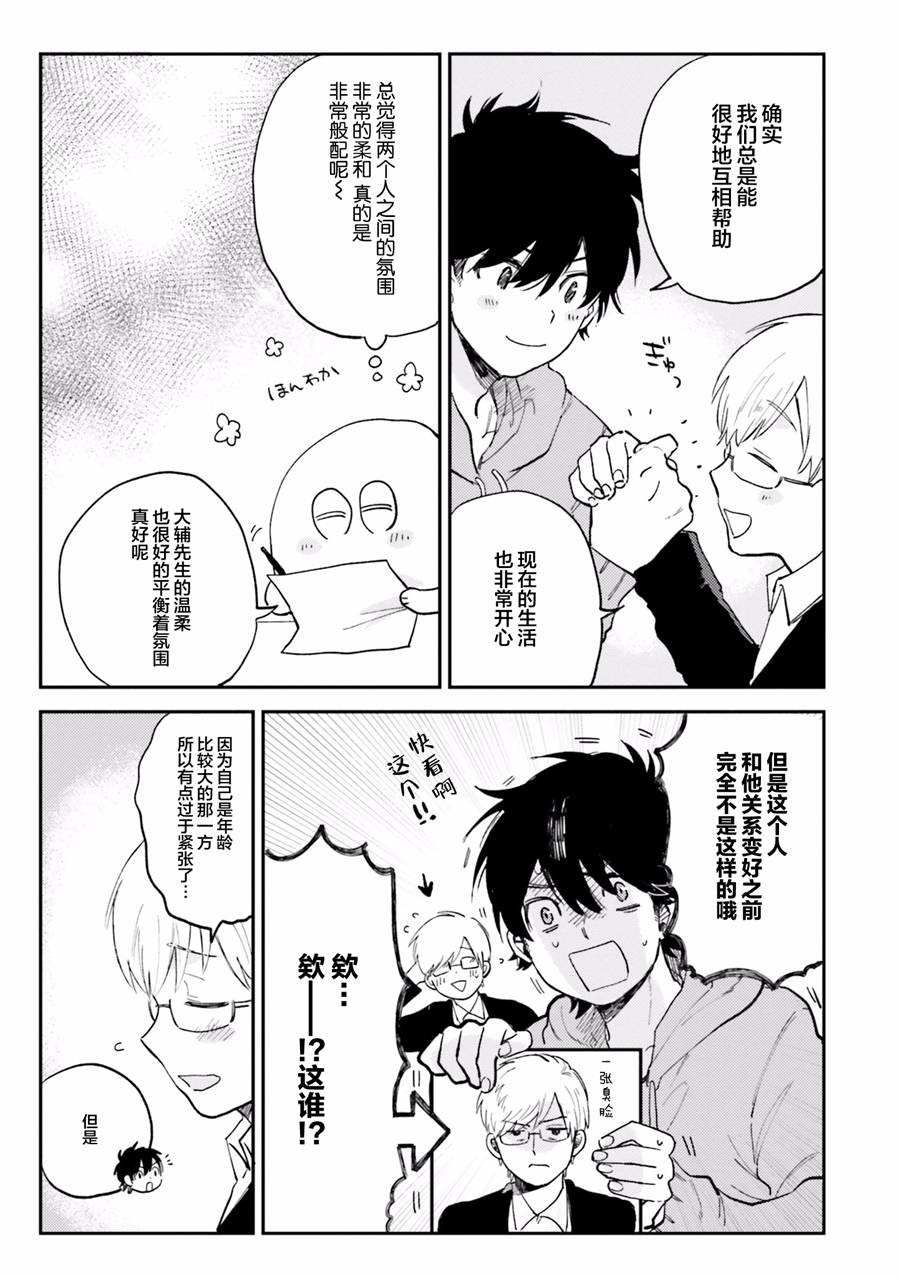 确实
我们总是能
很好地互相帮助
ぎゅっ
现在的生活
也非常开心
总觉得两个人之间的氛围
非常的柔和 真的是
非常般配呢~
ほんわか
大辅先生的温柔
也很好的平衡着氛围
真好呢
但是这个人
和他关系变好之前
完全不是这样的哦
快看啊
这个!!
一张臭脸
欸…
欸——!?这谁!?
因为自己是年龄
比较大的那一方
所以有点过于紧张了…
但是